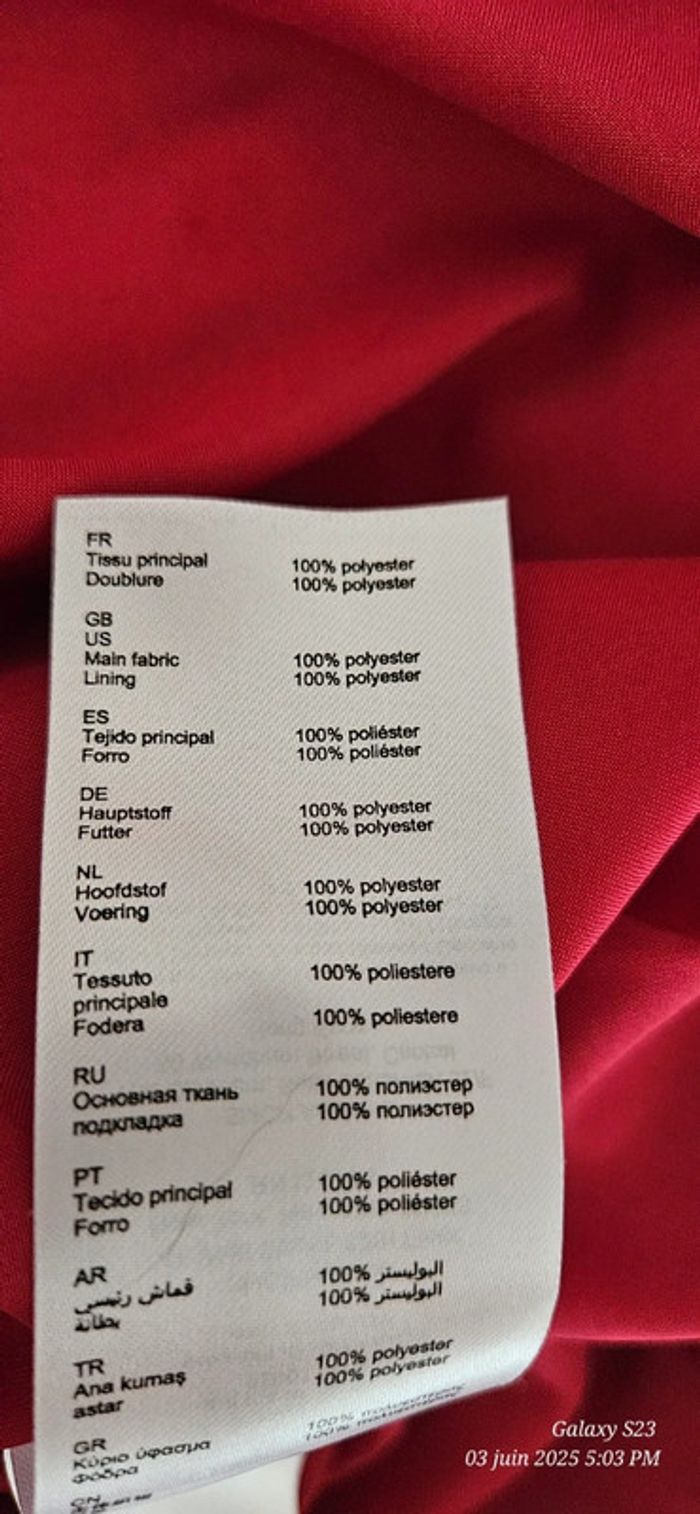 FR
Tissu principal 100% polyester
Doublure 100% polyester
GB
US
Main fabric 100% polyester
Lining 100% polyester
ES
Tejido principal 100% poliéster
Forro 100% poliéster
DE
Hauptstoff 100% polyester
Futter 100% polyester
NL
Hoofdstof 100% polyester
Voering 100% polyester
IT
Tessuto 100% poliestere
principale
Fodera 100% poliestere
RU
Основная ткань 100% полиэстер
подкладка 100% полиэстер
PT
Tecido principal 100% poliéster
Forro 100% poliéster
AR
قماش رئيسي 100% البوليستر
بطانة 100% البوليستر
TR
Ana kumaş 100% polyester
astar 100% polyester
GR
Κύριο ύφασμα 100%
φόδρα 100%
CN
Galaxy S23
03 juin 2025 5:03 PM